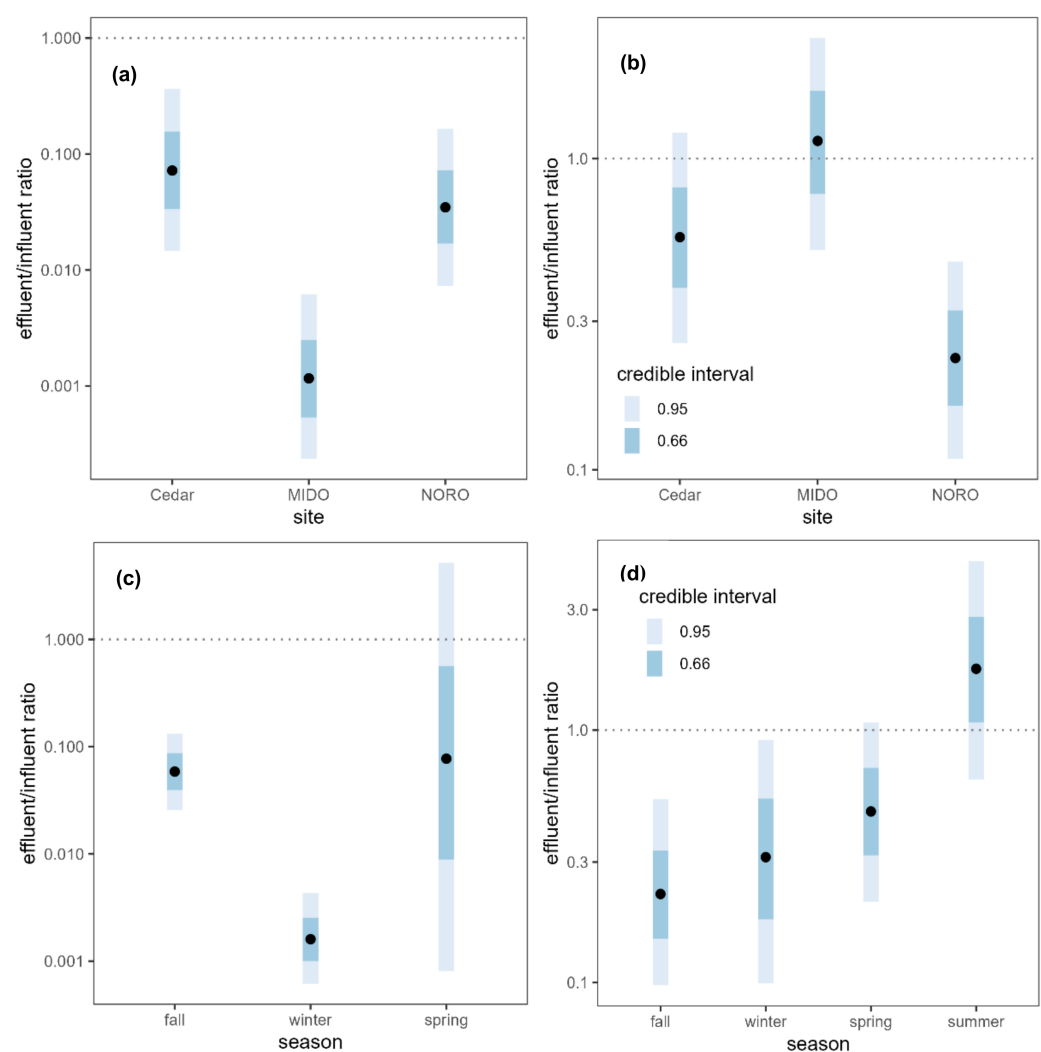 1.000
(a)
0.100
0.010
0.001
effluent/influent ratio
Cedar MIDO NORO
site
(b)
1.0
0.3
0.1
effluent/influent ratio
credible interval
0.95
0.66
Cedar MIDO NORO
site
(c)
1.000
0.100
0.010
0.001
effluent/influent ratio
fall winter spring
season
(d)
credible interval
0.95
0.66
3.0
1.0
0.3
0.1
effluent/influent ratio
fall winter spring summer
season